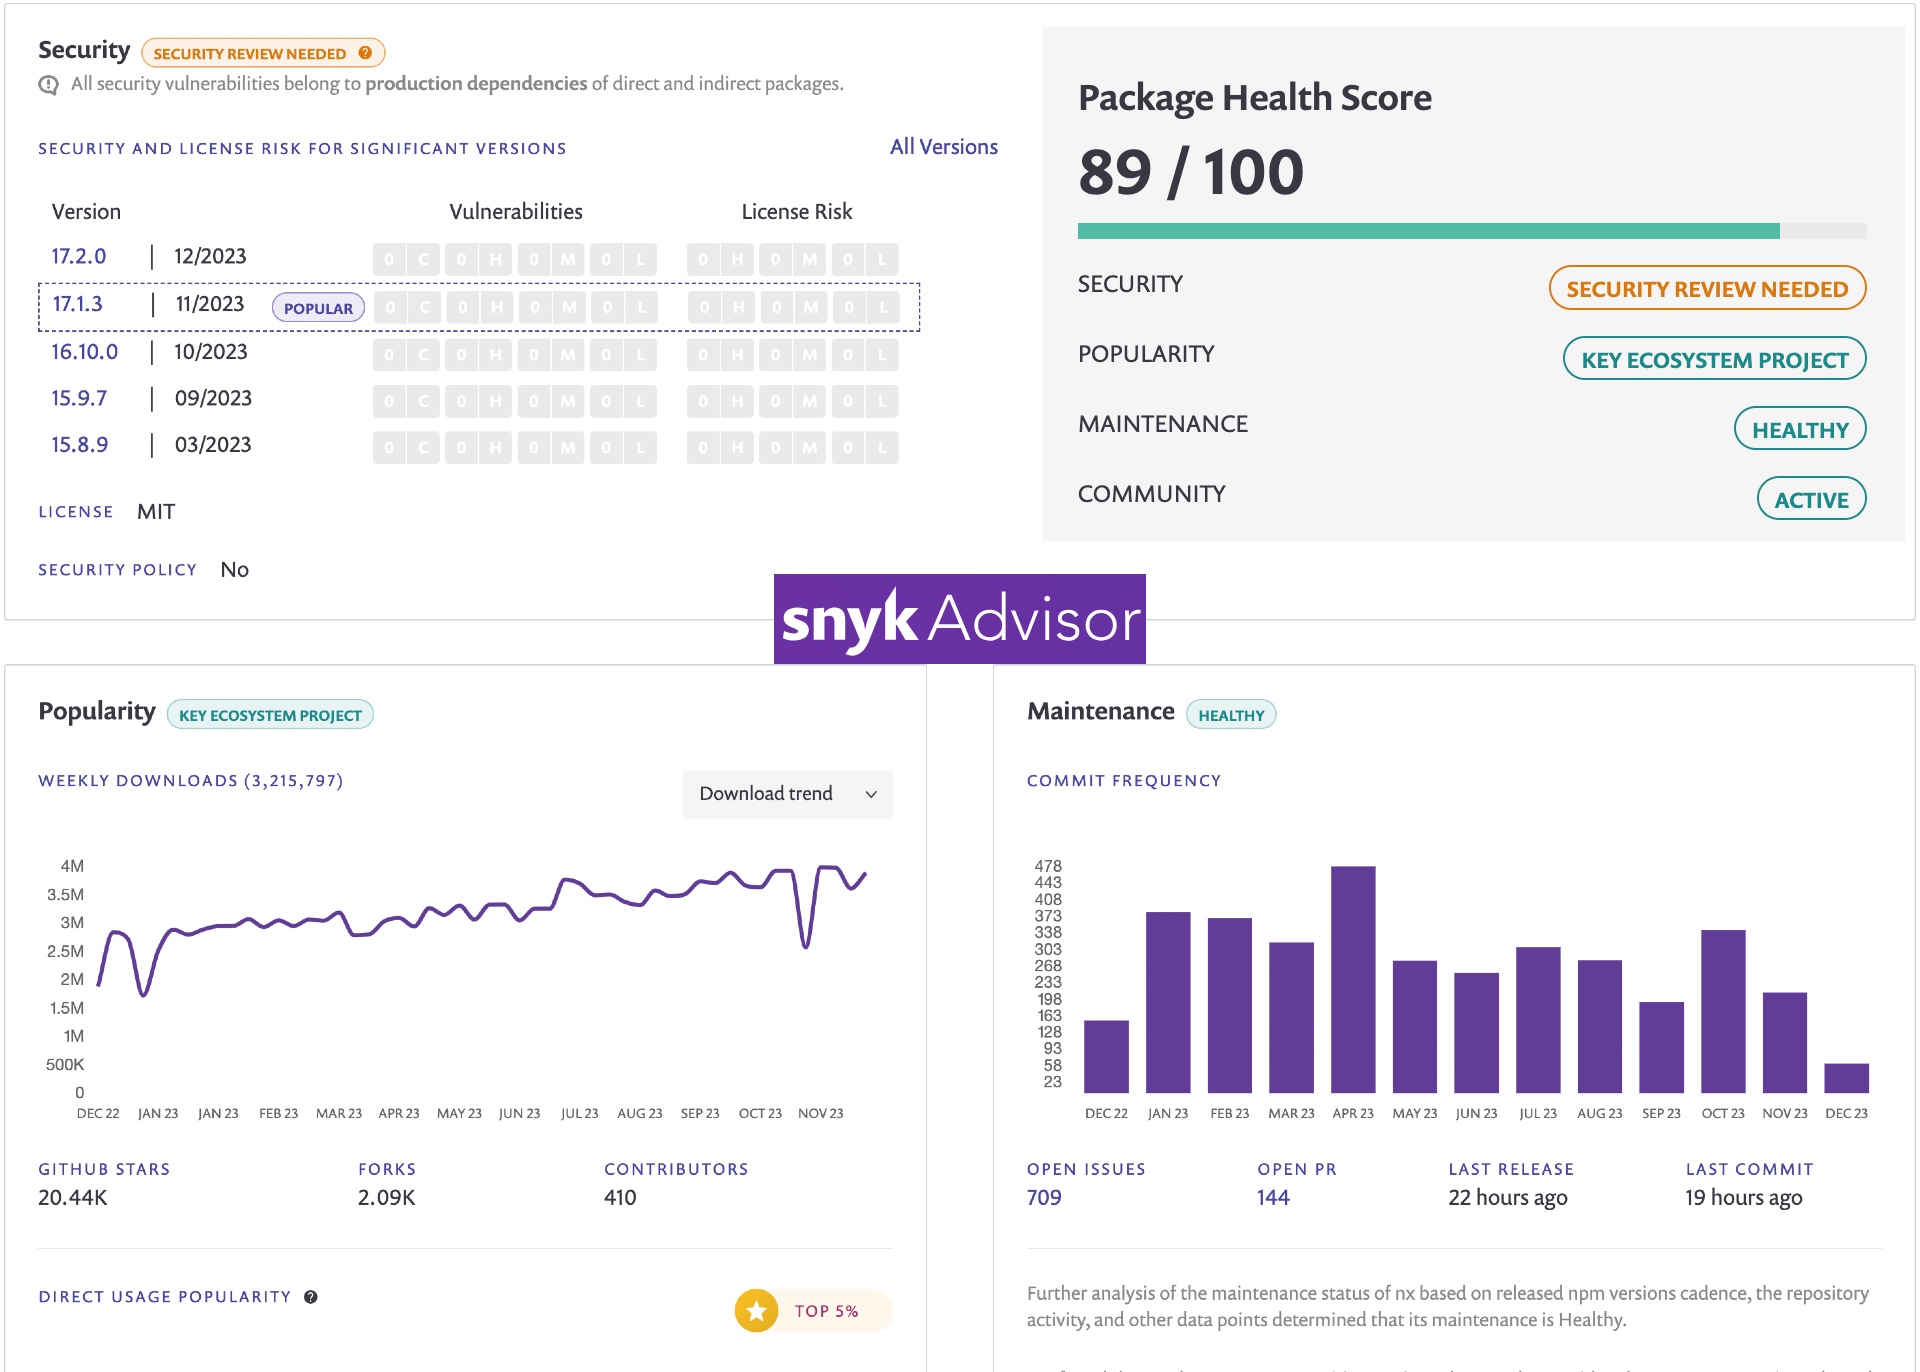 Security SECURITY REVIEW NEEDED ?
All security vulnerabilities belong to production dependencies of direct and indirect packages.
SECURITY AND LICENSE RISK FOR SIGNIFICANT VERSIONS All Versions
Version Vulnerabilities License Risk
17.2.0 | 12/2023 0 C 0 H 0 M 0 L 0 H 0 M 0 L
17.1.3 | 11/2023 POPULAR 0 C 0 H 0 M 0 L 0 H 0 M 0 L
16.10.0 | 10/2023 0 C 0 H 0 M 0 L 0 H 0 M 0 L
15.9.7 | 09/2023 0 C 0 H 0 M 0 L 0 H 0 M 0 L
15.8.9 | 03/2023 0 C 0 H 0 M 0 L 0 H 0 M 0 L
LICENSE MIT
SECURITY POLICY No
Package Health Score
89 / 100
SECURITY SECURITY REVIEW NEEDED
POPULARITY KEY ECOSYSTEM PROJECT
MAINTENANCE HEALTHY
COMMUNITY ACTIVE
snyk Advisor
Popularity KEY ECOSYSTEM PROJECT
WEEKLY DOWNLOADS (3,215,797)
Download trend
4M
3.5M
3M
2.5M
2M
1.5M
1M
500K
0
DEC 22 JAN 23 JAN 23 FEB 23 MAR 23 APR 23 MAY 23 JUN 23 JUL 23 AUG 23 SEP 23 OCT 23 NOV 23
GITHUB STARS FORKS CONTRIBUTORS
20.44K 2.09K 410
DIRECT USAGE POPULARITY ? TOP 5%
Maintenance HEALTHY
COMMIT FREQUENCY
478
443
408
373
338
303
268
233
198
163
128
93
58
23
DEC 22 JAN 23 FEB 23 MAR 23 APR 23 MAY 23 JUN 23 JUL 23 AUG 23 SEP 23 OCT 23 NOV 23 DEC 23
OPEN ISSUES OPEN PR LAST RELEASE LAST COMMIT
709 144 22 hours ago 19 hours ago
Further analysis of the maintenance status of nx based on released npm versions cadence, the repository
activity, and other data points determined that its maintenance is Healthy.